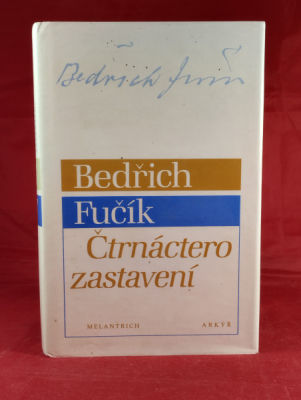 Bedřich Fučík
Bedřich
Fučík
Čtrnáctero
zastavení
MELANTRICH ARKÝŘ